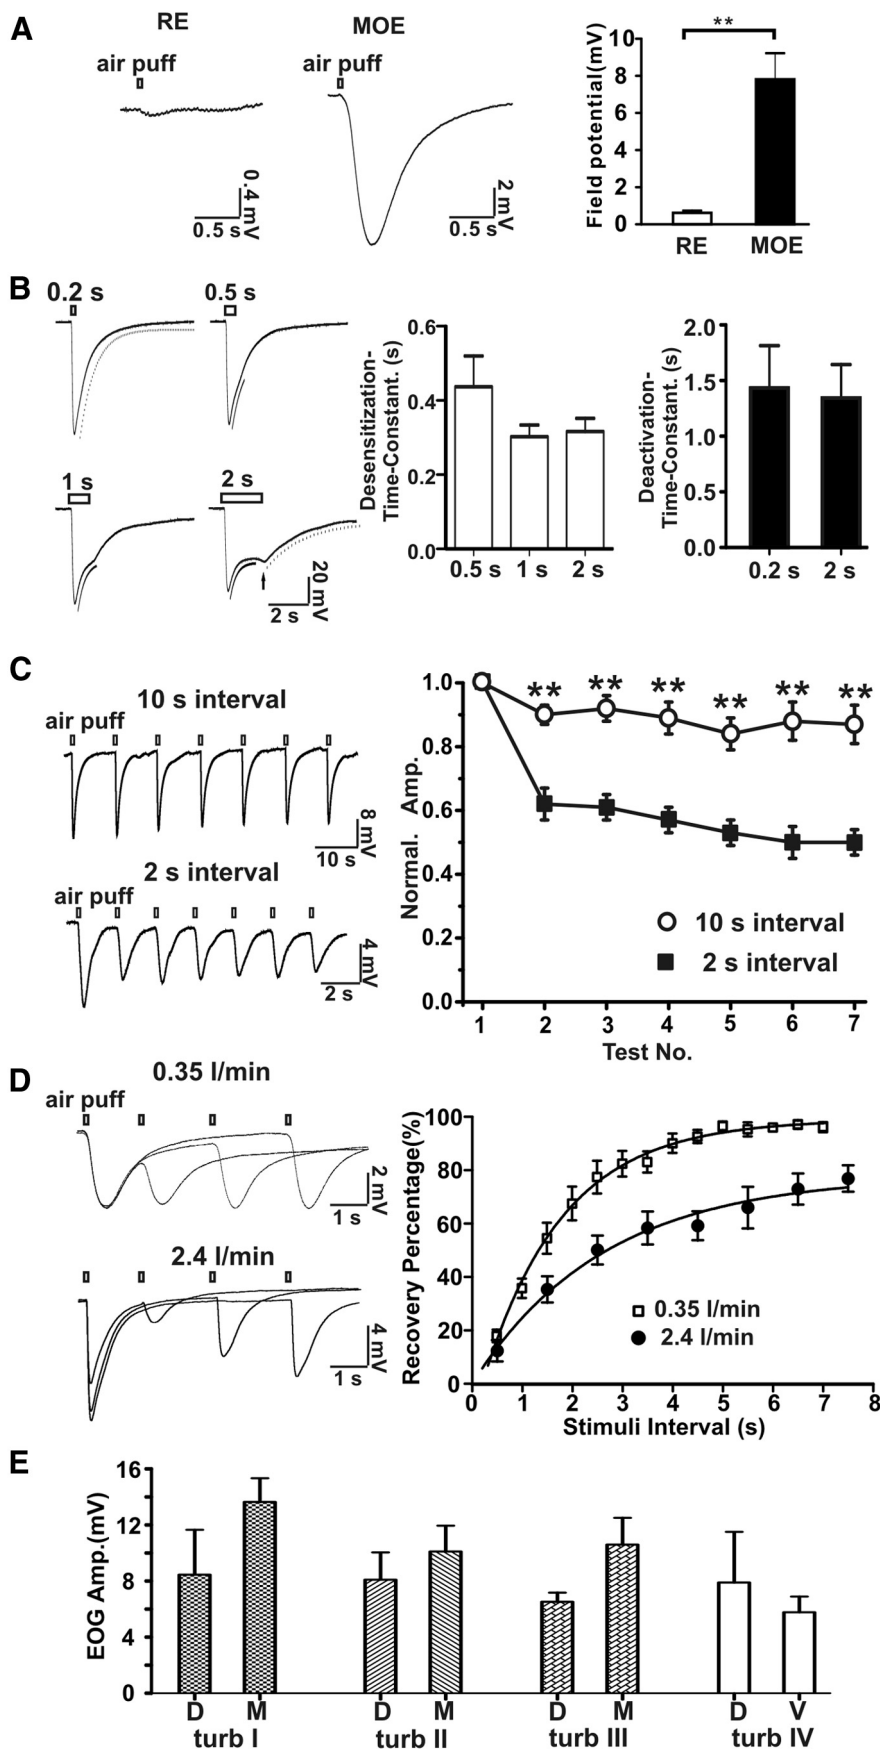 A
RE
MOE
air puff
air puff
0.4 mV
0.5 s
2 mV
0.5 s
**
Field potential(mV)
10
8
6
4
2
0
RE
MOE
B
0.2 s
0.5 s
1 s
2 s
20 mV
2 s
Desensitization-
Time-Constant. (s)
0.6
0.4
0.2
0.0
0.5 s
1 s
2 s
Deactivation-
Time-Constant. (s)
2.0
1.5
1.0
0.5
0.0
0.2 s
2 s
C
10 s interval
air puff
8 mV
10 s
2 s interval
air puff
4 mV
2 s
Normal. Amp.
1.0
0.8
0.6
0.4
0.2
0.0
** ** ** ** ** **
10 s interval
2 s interval
1 2 3 4 5 6 7
Test No.
D
0.35 l/min
air puff
2 mV
1 s
2.4 l/min
4 mV
1 s
Recovery Percentage(%)
100
80
60
40
20
0
0.35 l/min
2.4 l/min
0 1 2 3 4 5 6 7 8
Stimuli Interval (s)
E
EOG Amp.(mV)
16
12
8
4
0
D M D M D M D V
turb I turb II turb III turb IV